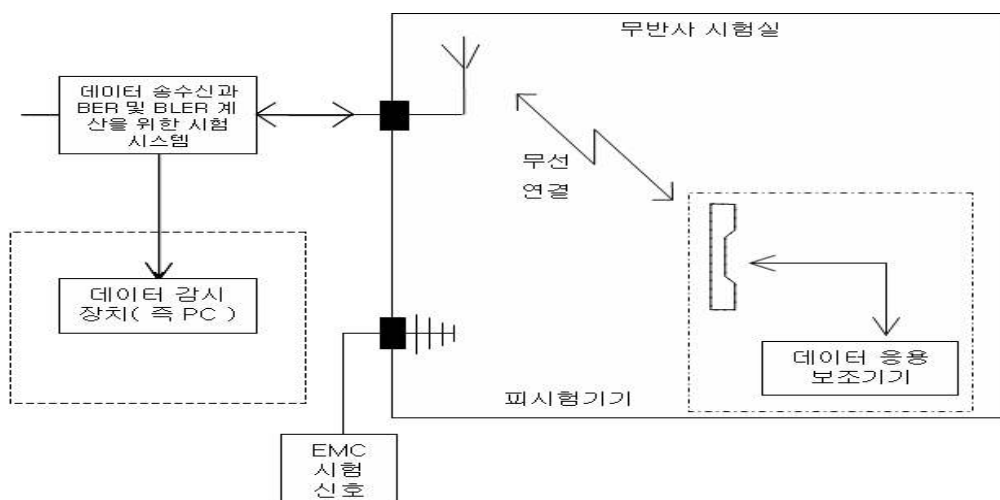 무반사 시험실
데이터 송수신과
BER 및 BLER 계
산을 위한 시험
시스템
무선
연결
데이터 감시
장치( 즉 PC )
데이터 응용
보조기기
피시험기기
EMC
시험
신호